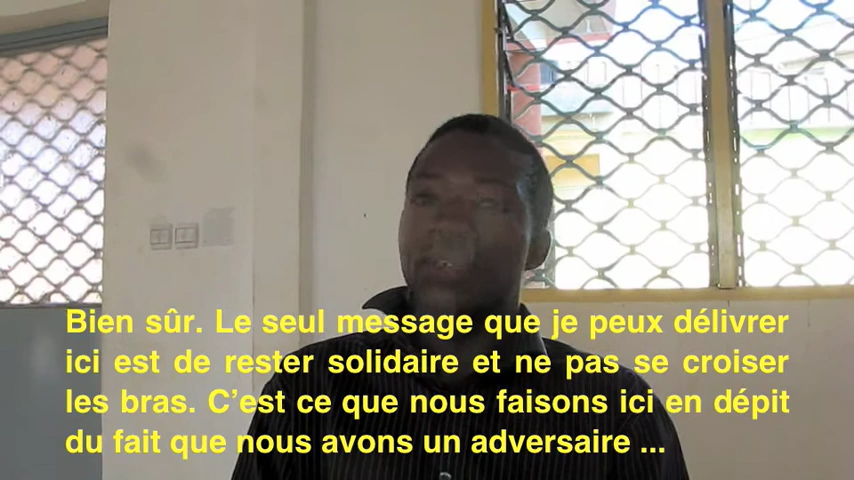 Bien sûr. Le seul message que je peux délivrer
ici est de rester solidaire et ne pas se croiser
les bras. C’est ce que nous faisons ici en dépit
du fait que nous avons un adversaire ...